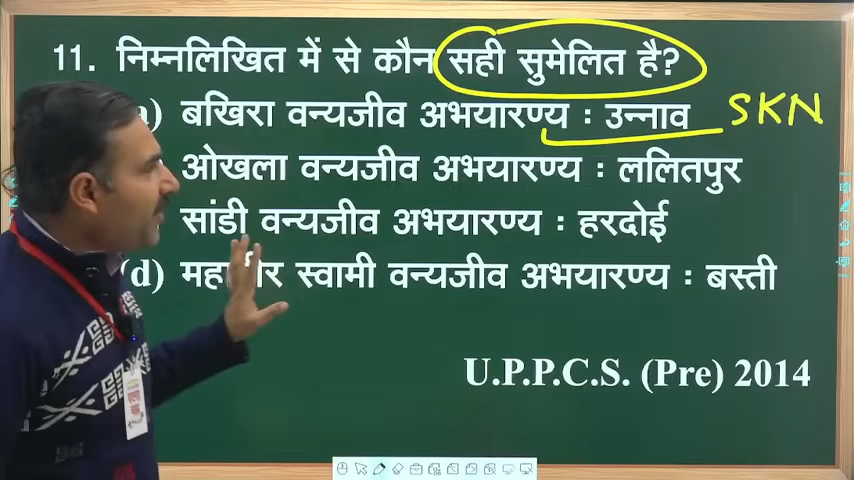 11. निम्नलिखित में से कौन सही सुमेलित है?
a) बखिरा वन्यजीव अभयारण्य : उन्नाव SKN
ओखला वन्यजीव अभयारण्य : ललितपुर
सांडी वन्यजीव अभयारण्य : हरदोई
(d) स्वामी वन्यजीव अभयारण्य : बस्ती
U.P.P.C.S. (Pre) 2014